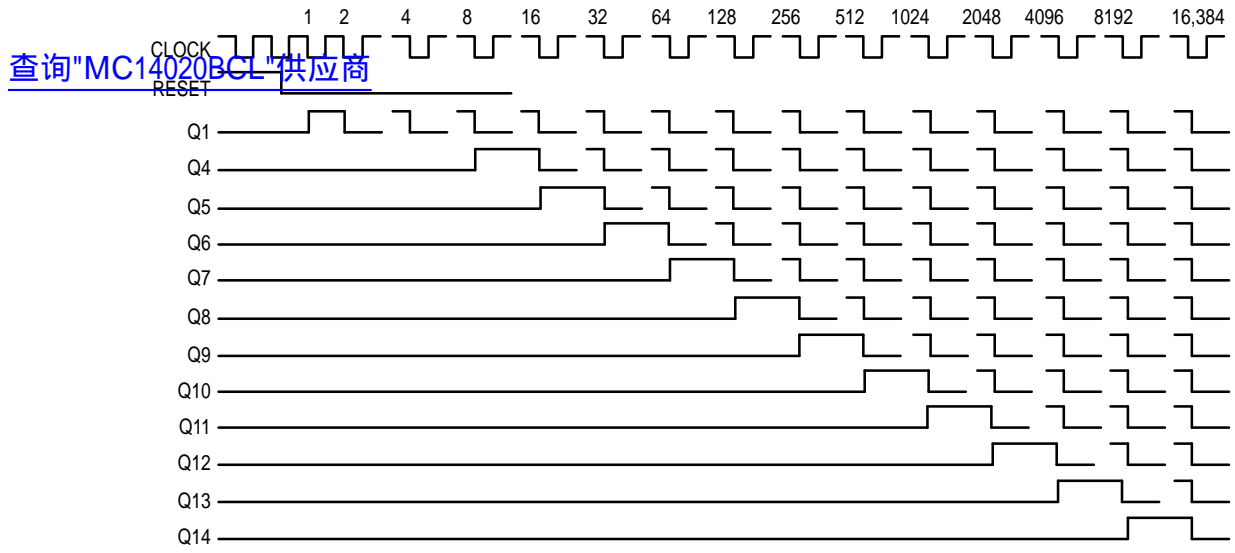 1 2 4 8 16 32 64 128 256 512 1024 2048 4096 8192 16,384
CLOCK
查询"MC14020BCL"供应商
RESET
Q1
Q4
Q5
Q6
Q7
Q8
Q9
Q10
Q11
Q12
Q13
Q14